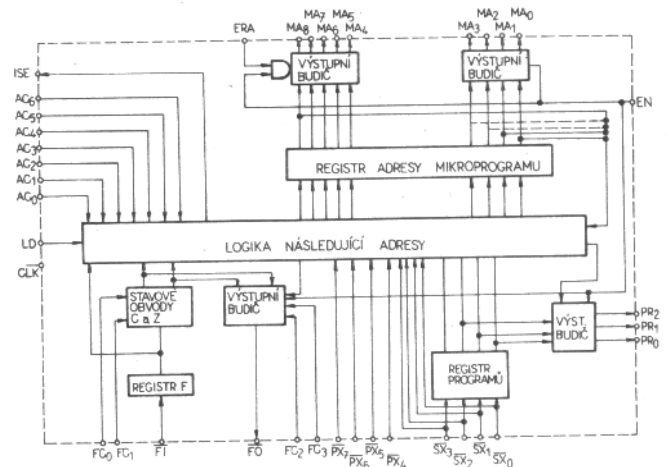 ERA
MA8
MA7
MA6
MA5
MA4
MA3
MA2
MA1
MA0
VÝSTUPNÍ
BUDIČ
VÝSTUPNÍ
BUDIČ
ISE
EN
AC6
AC5
AC4
AC3
AC2
AC1
AC0
REGISTR ADRESY MIKROPROGRAMU
LD
LOGIKA NÁSLEDUJÍCÍ ADRESY
CLK
STAVOVÉ
OBVODY
C a Z
VÝSTUPNÍ
BUDIČ
VÝST.
BUDIČ
PR2
PR1
PR0
REGISTR F
REGISTR
PROGRAMŮ
FC0
FC1
FI
FO
FC2
FC3
PX7
PX6
PX5
PX4
SX3
SX2
SX1
SX0